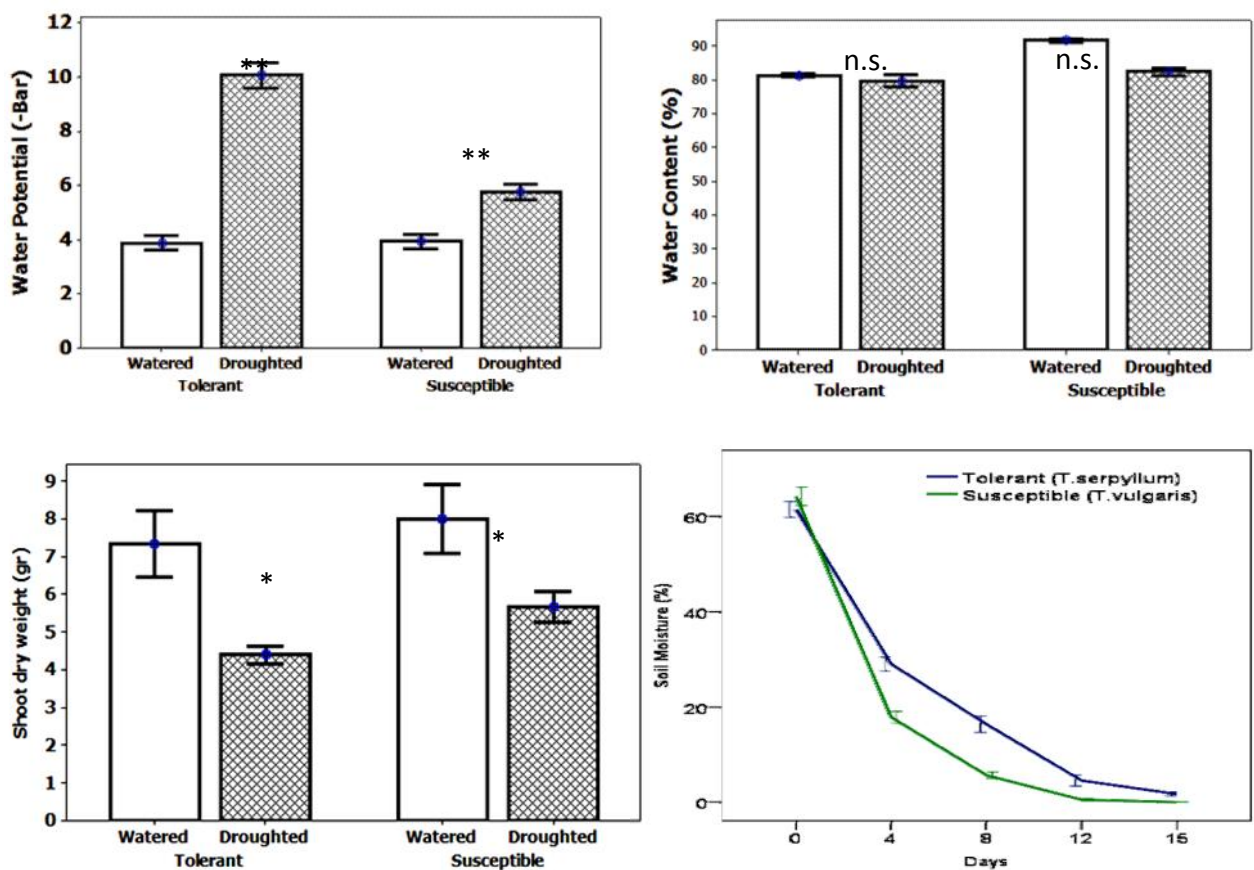 Water Potential (-Bar)
12
10
8
6
4
2
0
**
**
Watered Droughted Watered Droughted
Tolerant Susceptible
Water Content (%)
90
80
70
60
50
40
30
20
10
0
n.s.
n.s.
Watered Droughted Watered Droughted
Tolerant Susceptible
Shoot dry weight (gr)
9
8
7
6
5
4
3
2
1
0
*
*
Watered Droughted Watered Droughted
Tolerant Susceptible
Soil Moisture (%)
60
40
20
0
Tolerant (T.serpyllum)
Susceptible (T.vulgaris)
0 4 8 12 15
Days